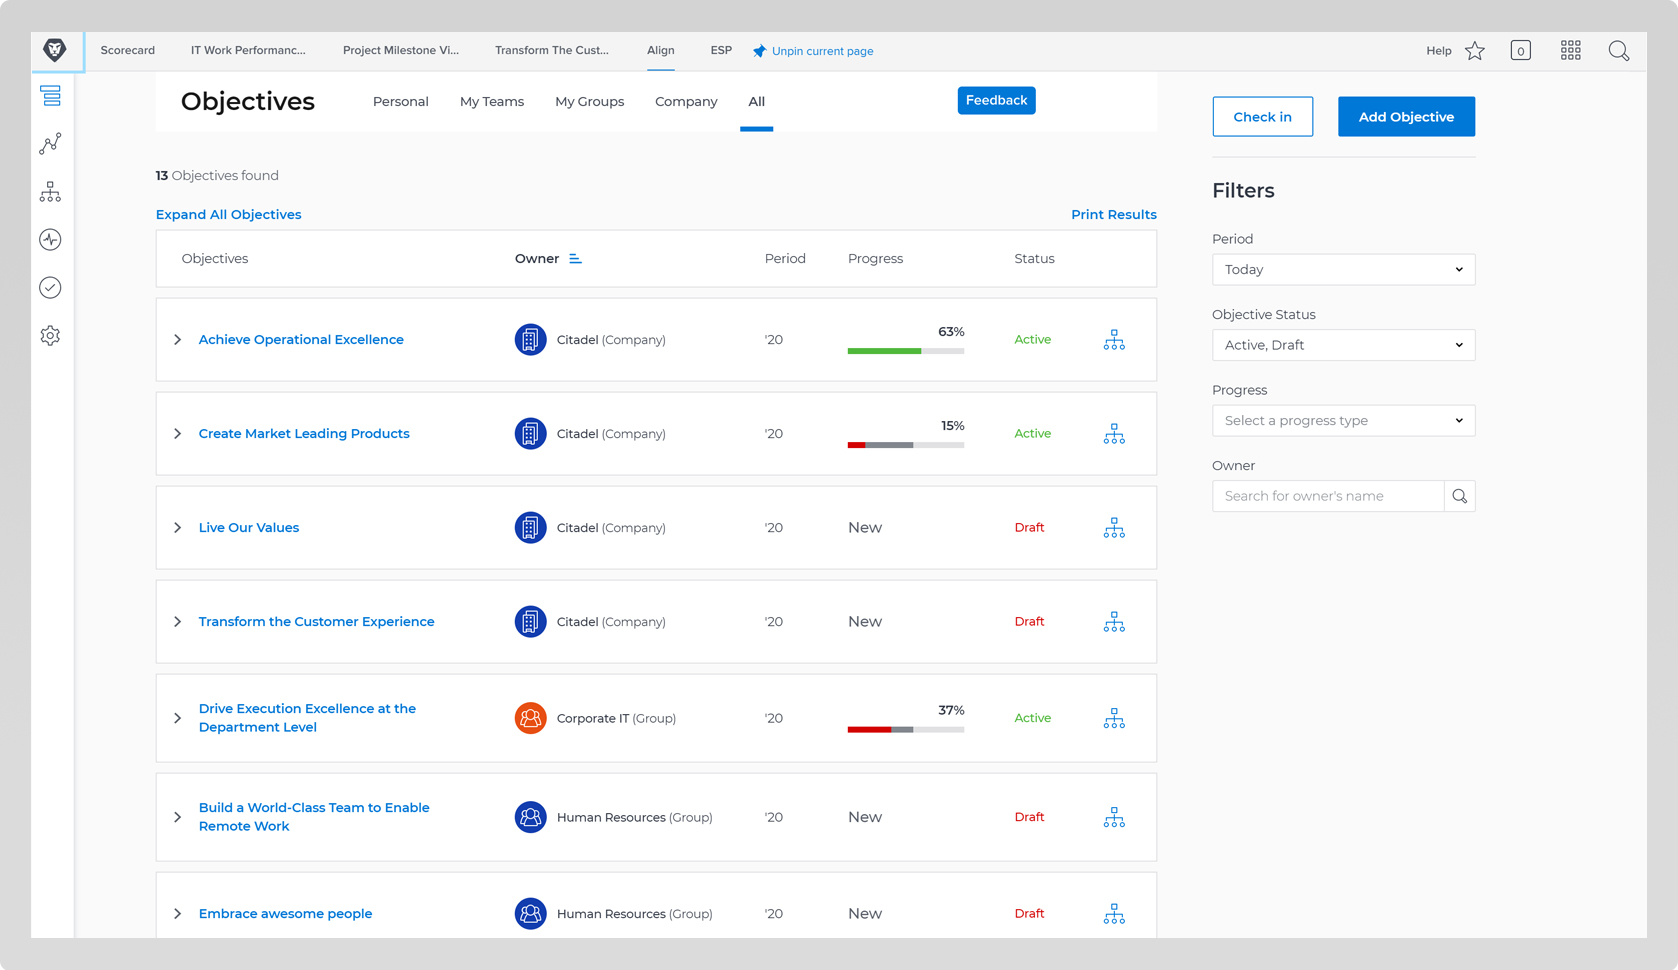 Scorecard
IT Work Performanc...
Project Milestone Vi...
Transform The Cust...
Align
ESP
Unpin current page
Help
0
Objectives
Personal
My Teams
My Groups
Company
All
Feedback
Check in
Add Objective
13 Objectives found
Expand All Objectives
Print Results
Objectives
Owner
Period
Progress
Status
Achieve Operational Excellence
Citadel (Company)
'20
63%
Active
Create Market Leading Products
Citadel (Company)
'20
15%
Active
Live Our Values
Citadel (Company)
'20
New
Draft
Transform the Customer Experience
Citadel (Company)
'20
New
Draft
Drive Execution Excellence at the
Department Level
Corporate IT (Group)
'20
37%
Active
Build a World-Class Team to Enable
Remote Work
Human Resources (Group)
'20
New
Draft
Embrace awesome people
Human Resources (Group)
'20
New
Draft
Filters
Period
Today
Objective Status
Active, Draft
Progress
Select a progress type
Owner
Search for owner's name